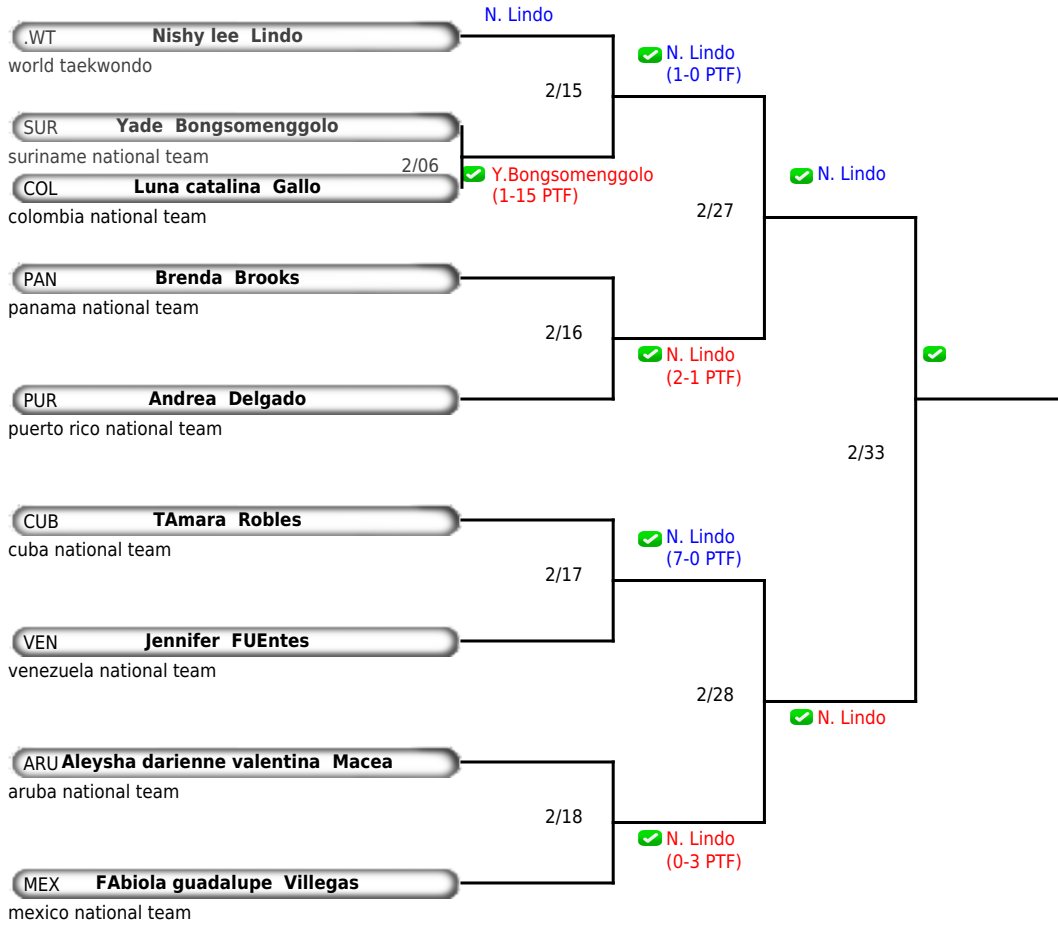 N. Lindo
.WT Nishy lee Lindo
world taekwondo
N. Lindo
(1-0 PTF)
2/15
SUR Yade Bongsomenggolo
suriname national team
2/06
COL Luna catalina Gallo
colombia national team
Y.Bongsomenggolo
(1-15 PTF)
N. Lindo
2/27
PAN Brenda Brooks
panama national team
2/16
N. Lindo
(2-1 PTF)
PUR Andrea Delgado
puerto rico national team
2/33
CUB TAmara Robles
cuba national team
N. Lindo
(7-0 PTF)
2/17
VEN Jennifer FUEntes
venezuela national team
2/28
N. Lindo
ARU Aleysha darienne valentina Macea
aruba national team
2/18
N. Lindo
(0-3 PTF)
MEX FAbiola guadalupe Villegas
mexico national team